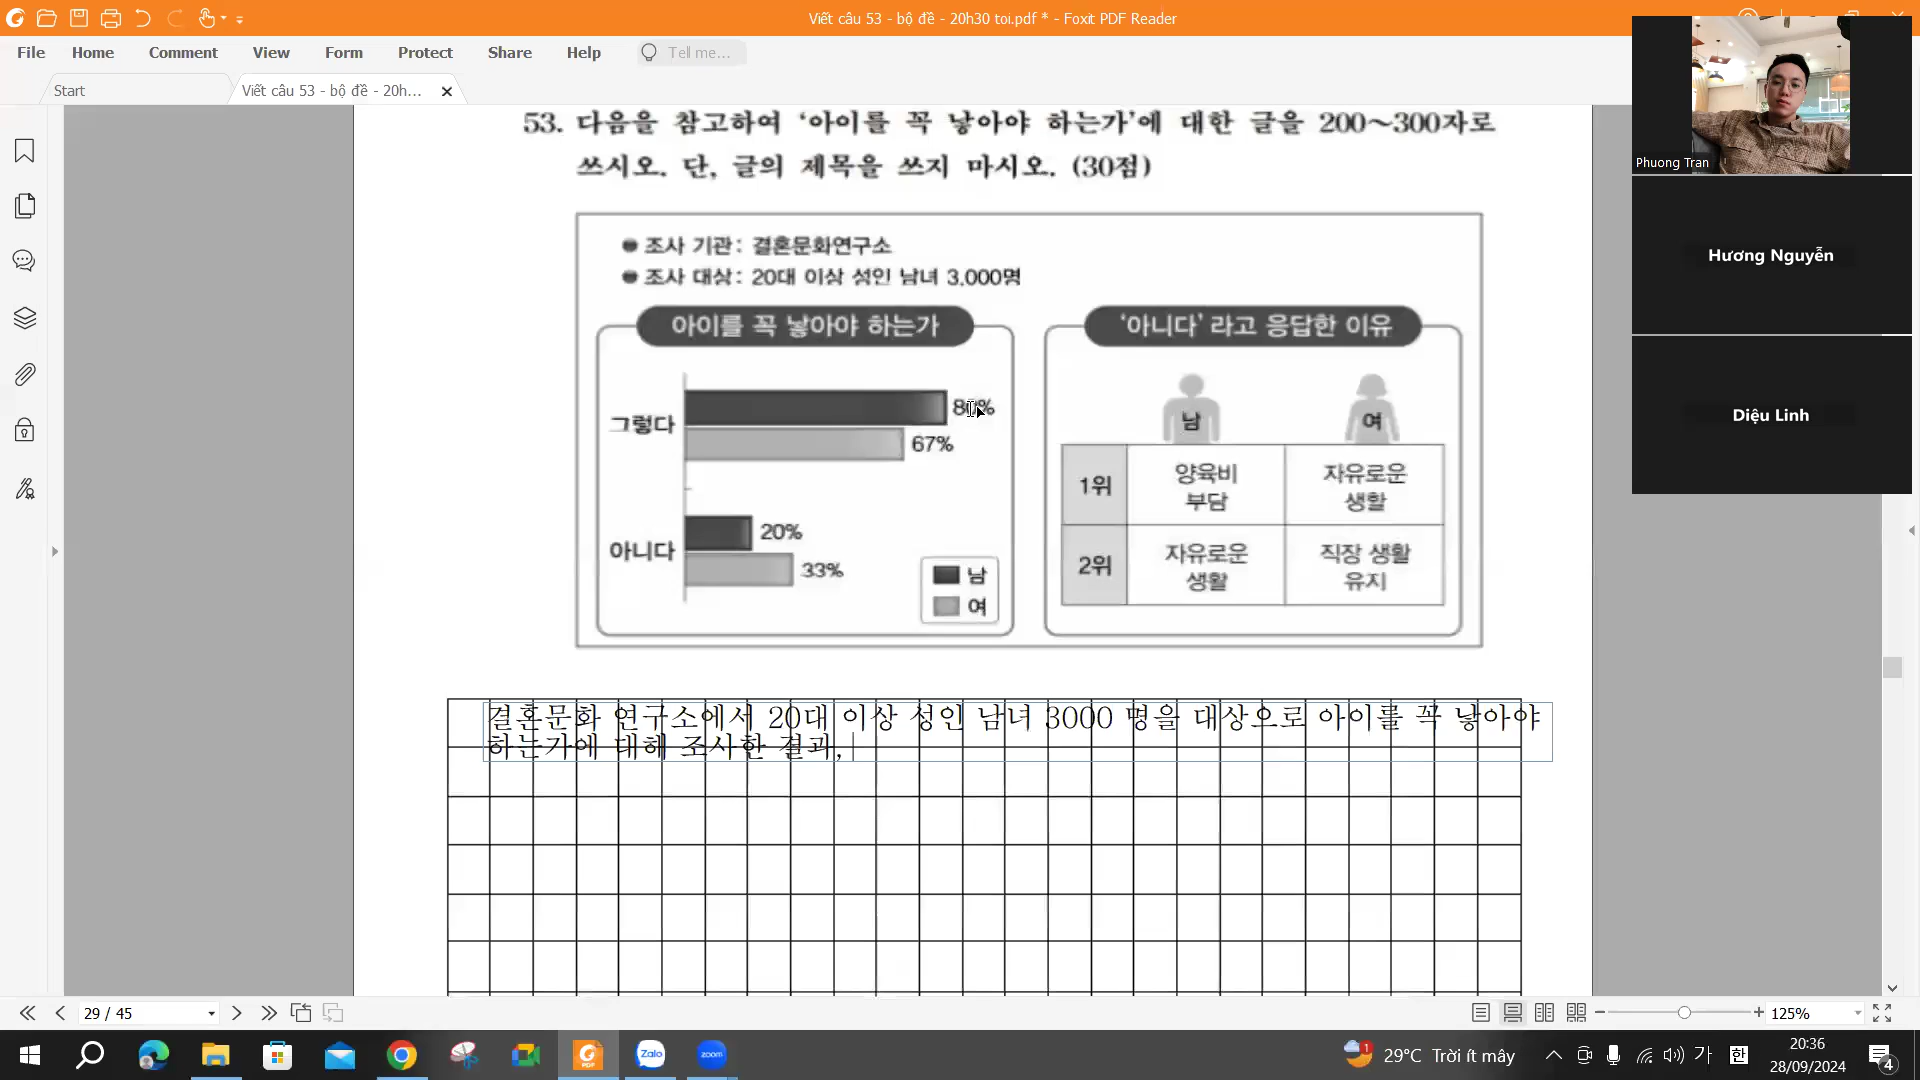 Viết câu 53 - bộ đề - 20h30 toi.pdf * - Foxit PDF Reader
File Home Comment View Form Protect Share Help Tell me...
Start
Viết câu 53 - bộ đề - 20h...
53. 다음을 참고하여 ‘아이를 꼭 낳아야 하는가’에 대한 글을 200~300자로
쓰시오. 단, 글의 제목을 쓰지 마시오. (30점)
조사 기관: 결혼문화연구소
조사 대상: 20대 이상 성인 남녀 3,000명
아이를 꼭 낳아야 하는가
그렇다
80%
67%
아니다
20%
33%
남
여
‘아니다’라고 응답한 이유
남 여
1위 양육비 부담 자유로운 생활
2위 자유로운 생활 직장 생활 유지
결혼문화 연구소에서 20대 이상 성인 남녀 3000 명을 대상으로 아이를 꼭 낳아야
하는가에 대해 조사한 결과,
Phuong Tran
Hương Nguyễn
Diệu Linh
29 / 45
125%
PDF
Zalo
zoom
1
29°C Trời ít mây
가
한
20:36
28/09/2024
4